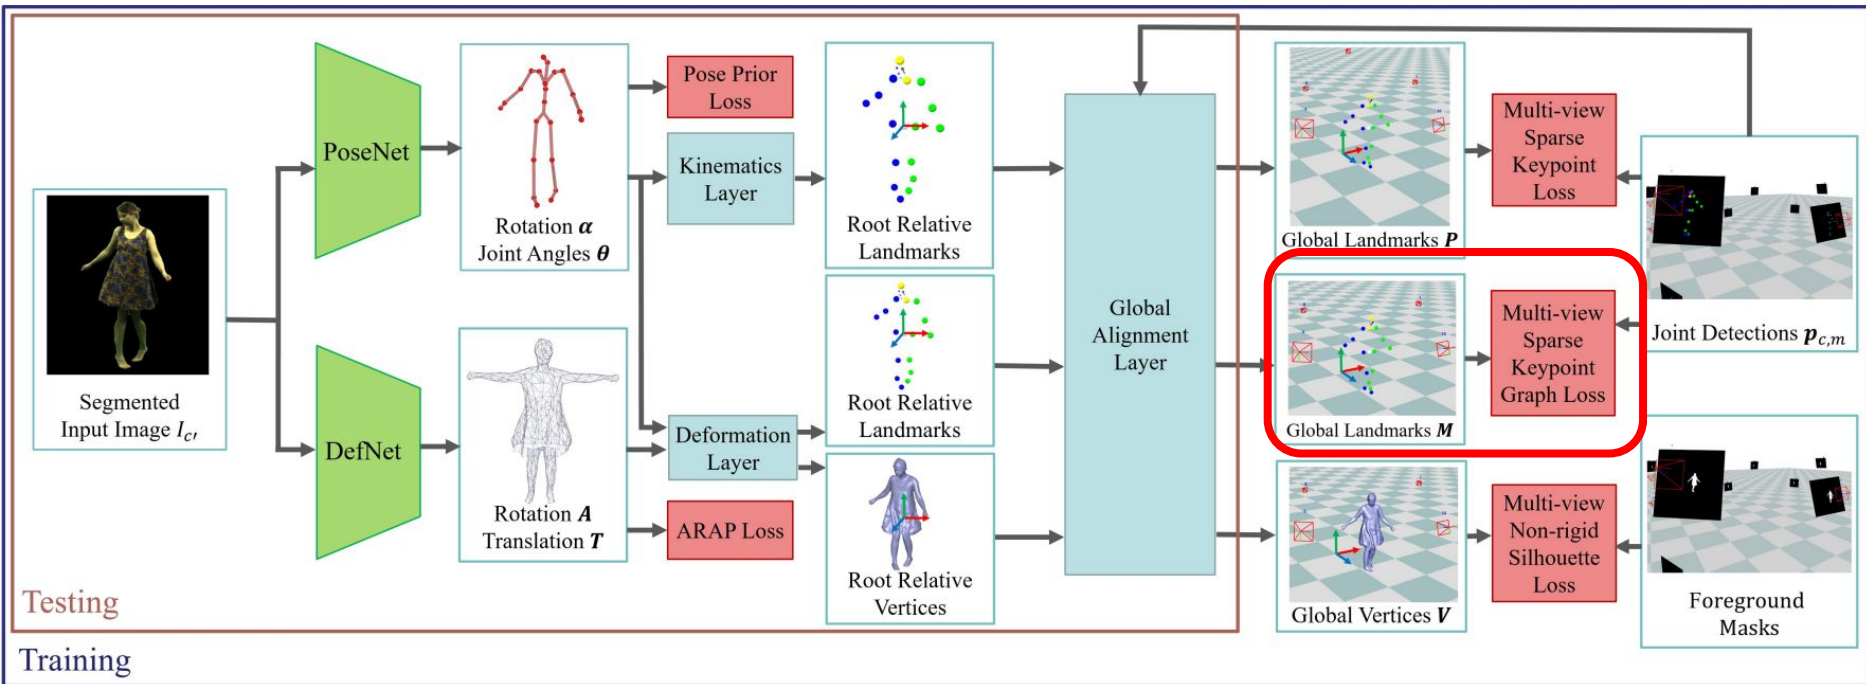 Segmented
Input Image I_c'
PoseNet
DefNet
Rotation α
Joint Angles θ
Rotation A
Translation T
Pose Prior
Loss
Kinematics
Layer
Deformation
Layer
ARAP Loss
Root Relative
Landmarks
Root Relative
Landmarks
Root Relative
Vertices
Global
Alignment
Layer
Global Landmarks P
Global Landmarks M
Global Vertices V
Multi-view
Sparse
Keypoint
Loss
Multi-view
Sparse
Keypoint
Graph Loss
Multi-view
Non-rigid
Silhouette
Loss
Joint Detections p_c,m
Foreground
Masks
Testing
Training